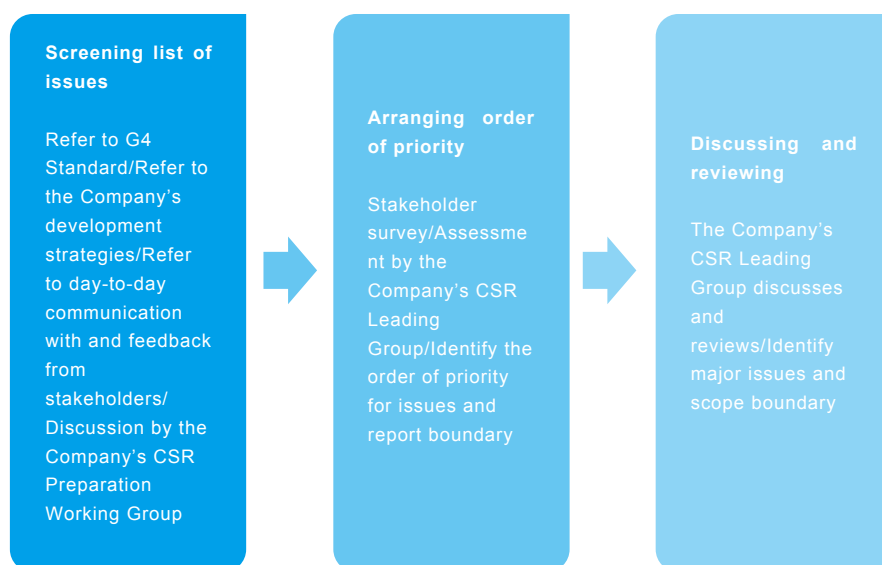 Screening list of
issues
Refer to G4
Standard/Refer to
the Company's
development
strategies/Refer
to day-to-day
communication
with and feedback
from
stakeholders/
Discussion by the
Company's CSR
Preparation
Working Group
Arranging order
of priority
Stakeholder
survey/Assessme
nt by the
Company's CSR
Leading
Group/Identify the
order of priority
for issues and
report boundary
Discussing and
reviewing
The Company's
CSR Leading
Group discusses
and
reviews/Identify
major issues and
scope boundary